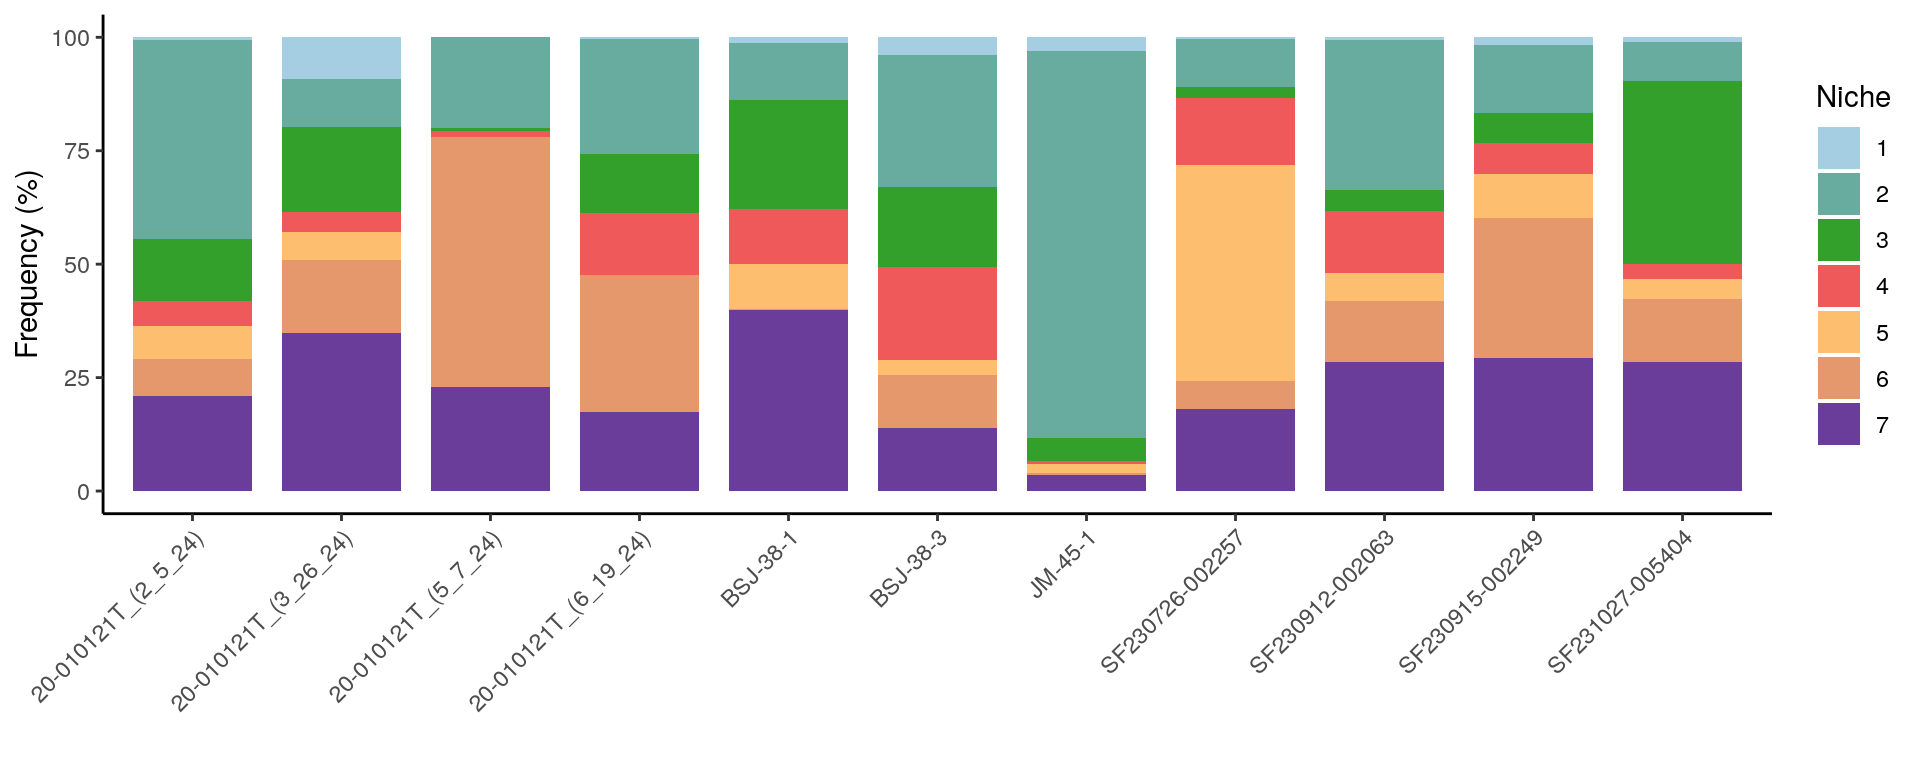 Frequency (%)
100
75
50
25
0
20-010121T_(2_5_24)
20-010121T_(3_26_24)
20-010121T_(5_7_24)
20-010121T_(6_19_24)
BSJ-38-1
BSJ-38-3
JM-45-1
SF230726-002257
SF230912-002063
SF230915-002249
SF231027-005404
Niche
1
2
3
4
5
6
7